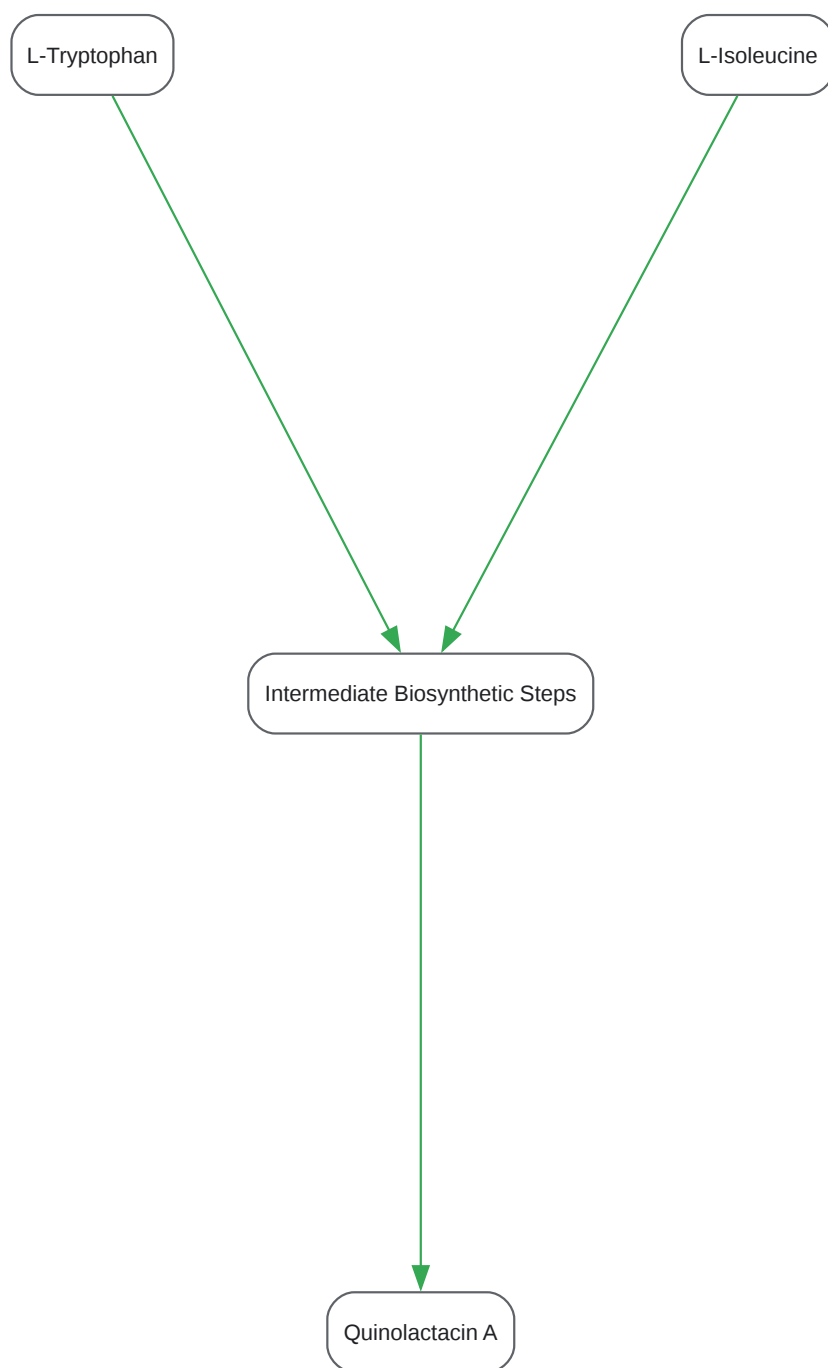 L-Tryptophan
L-Isoleucine
Intermediate Biosynthetic Steps
Quinolactacin A